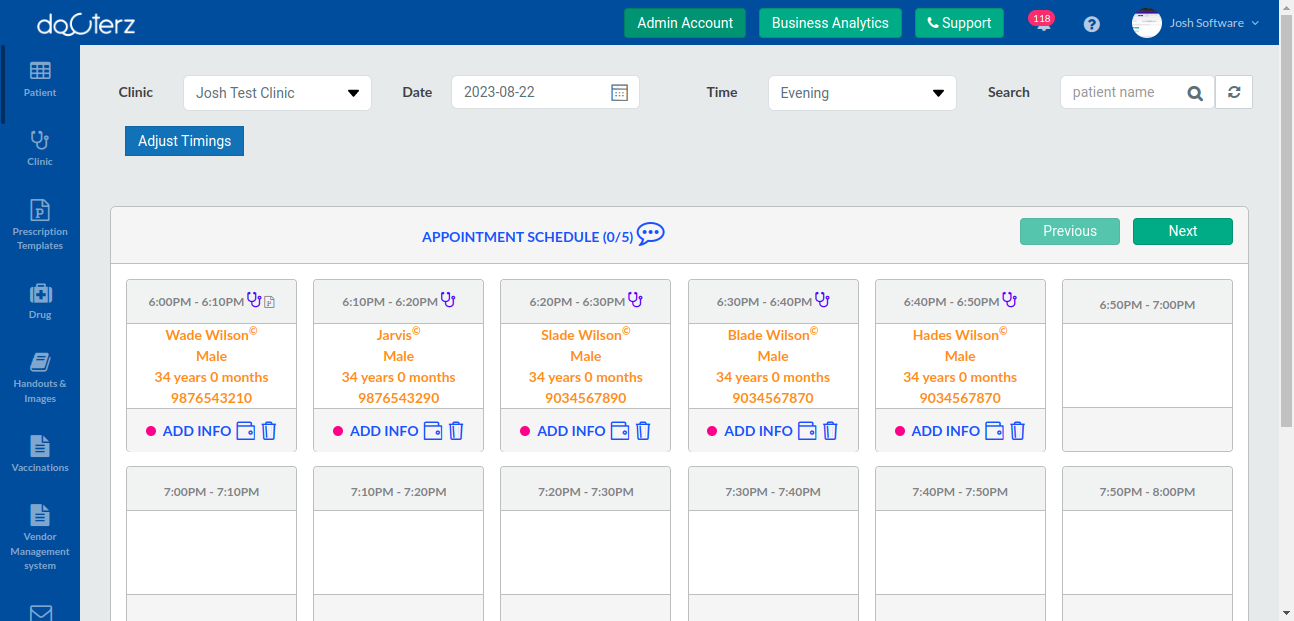 doCterz
Admin Account
Business Analytics
Support
118
?
Josh Software
Patient
Clinic
Prescription
Templates
Drug
Handouts &
Images
Vaccinations
Vendor
Management
system
Clinic
Josh Test Clinic
Date
2023-08-22
Time
Evening
Search
patient name
Adjust Timings
APPOINTMENT SCHEDULE (0/5)
Previous
Next
6:00PM - 6:10PM
Wade Wilson©
Male
34 years 0 months
9876543210
ADD INFO
6:10PM - 6:20PM
Jarvis©
Male
34 years 0 months
9876543290
ADD INFO
6:20PM - 6:30PM
Slade Wilson©
Male
34 years 0 months
9034567890
ADD INFO
6:30PM - 6:40PM
Blade Wilson©
Male
34 years 0 months
9034567870
ADD INFO
6:40PM - 6:50PM
Hades Wilson©
Male
34 years 0 months
9034567870
ADD INFO
6:50PM - 7:00PM
7:00PM - 7:10PM
7:10PM - 7:20PM
7:20PM - 7:30PM
7:30PM - 7:40PM
7:40PM - 7:50PM
7:50PM - 8:00PM